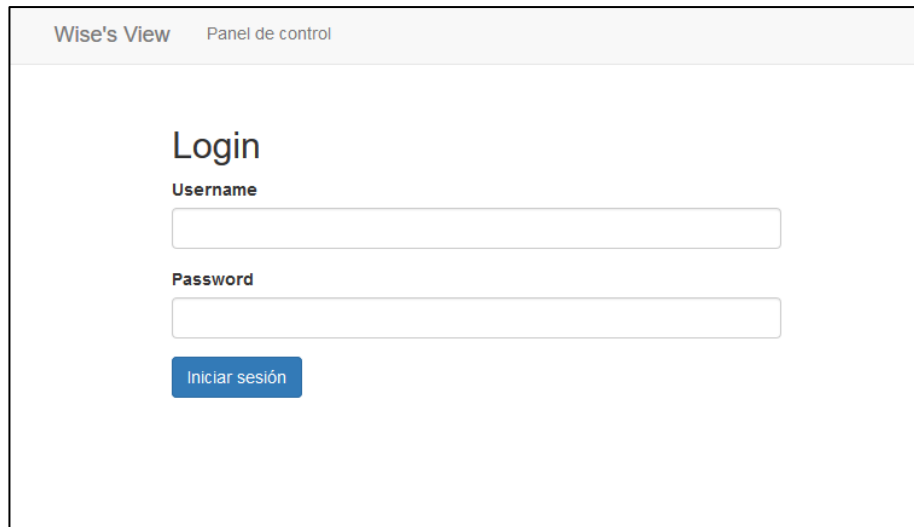 Wise's View Panel de control
Login
Username
Password
Iniciar sesión